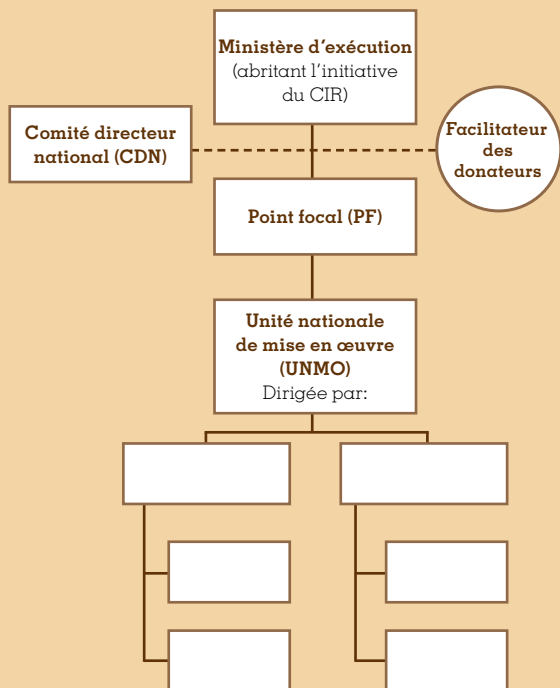 Ministère d'exécution
(abritant l'initiative
du CIR)
Comité directeur
national (CDN)
Facilitateur
des
donateurs
Point focal (PF)
Unité nationale
de mise en œuvre
(UNMO)
Dirigée par: